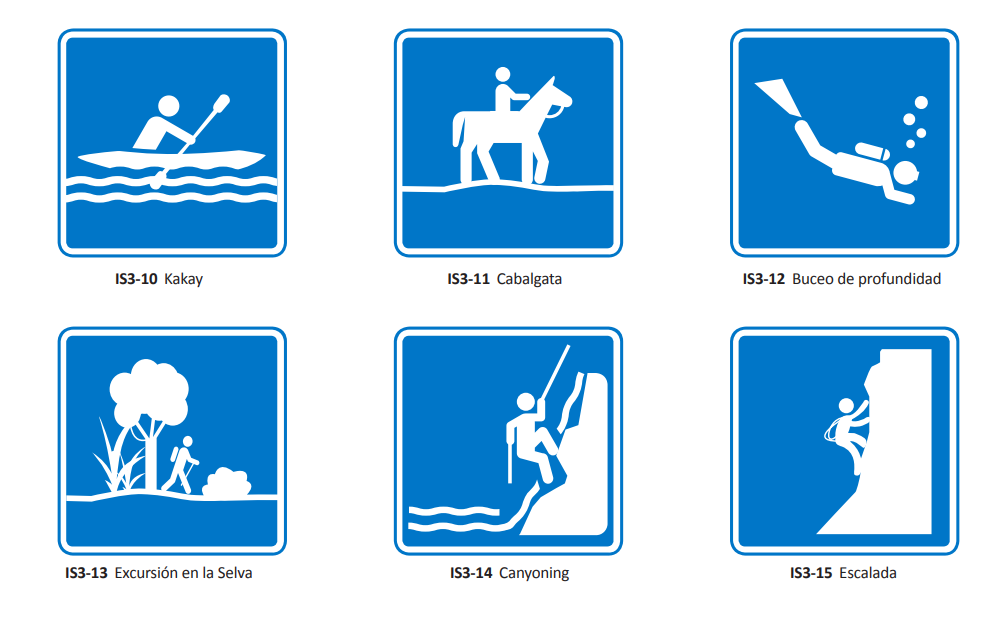 IS3-10 Kakay
IS3-11 Cabalgata
IS3-12 Buceo de profundidad
IS3-13 Excursión en la Selva
IS3-14 Canyoning
IS3-15 Escalada